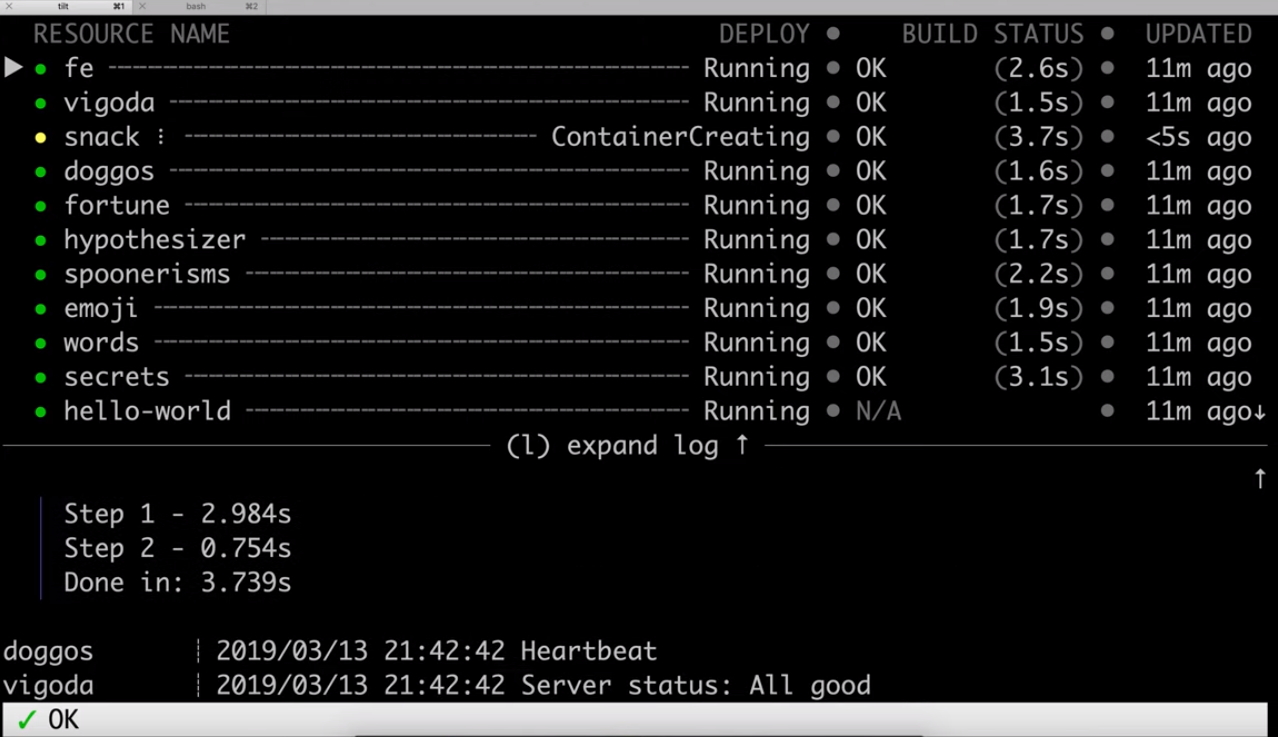 tilt ⌘1 bash ⌘2
RESOURCE NAME DEPLOY ● BUILD STATUS ● UPDATED
▶ ● fe Running ● OK (2.6s) ● 11m ago
● vigoda Running ● OK (1.5s) ● 11m ago
● snack ⋮ ContainerCreating ● OK (3.7s) ● <5s ago
● doggos Running ● OK (1.6s) ● 11m ago
● fortune Running ● OK (1.7s) ● 11m ago
● hypothesizer Running ● OK (1.7s) ● 11m ago
● spoonerisms Running ● OK (2.2s) ● 11m ago
● emoji Running ● OK (1.9s) ● 11m ago
● words Running ● OK (1.5s) ● 11m ago
● secrets Running ● OK (3.1s) ● 11m ago
● hello-world Running ● N/A ● 11m ago↓
(l) expand log ↑
↑
Step 1 - 2.984s
Step 2 - 0.754s
Done in: 3.739s
doggos ┊ 2019/03/13 21:42:42 Heartbeat
vigoda ┊ 2019/03/13 21:42:42 Server status: All good
✓ OK